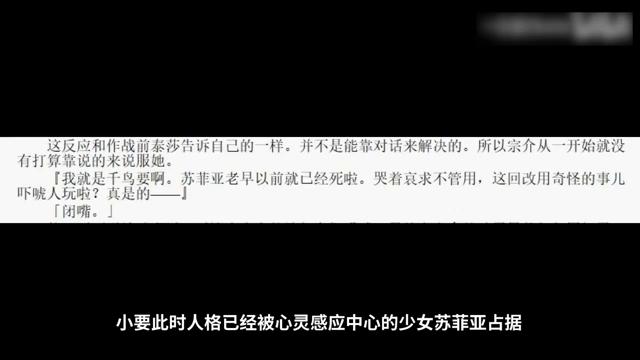 这反应和作战前泰莎告诉自己的一样。并不是能靠对话来解决的。所以宗介从一开始就没
有打算靠说的来说服她。
『我就是千鸟要啊。苏菲亚老早以前就已经死啦。哭着哀求不管用，这回改用奇怪的事儿
吓唬人玩啦？真是的——』
「闭嘴。」
小要此时人格已经被心灵感应中心的少女苏菲亚占据